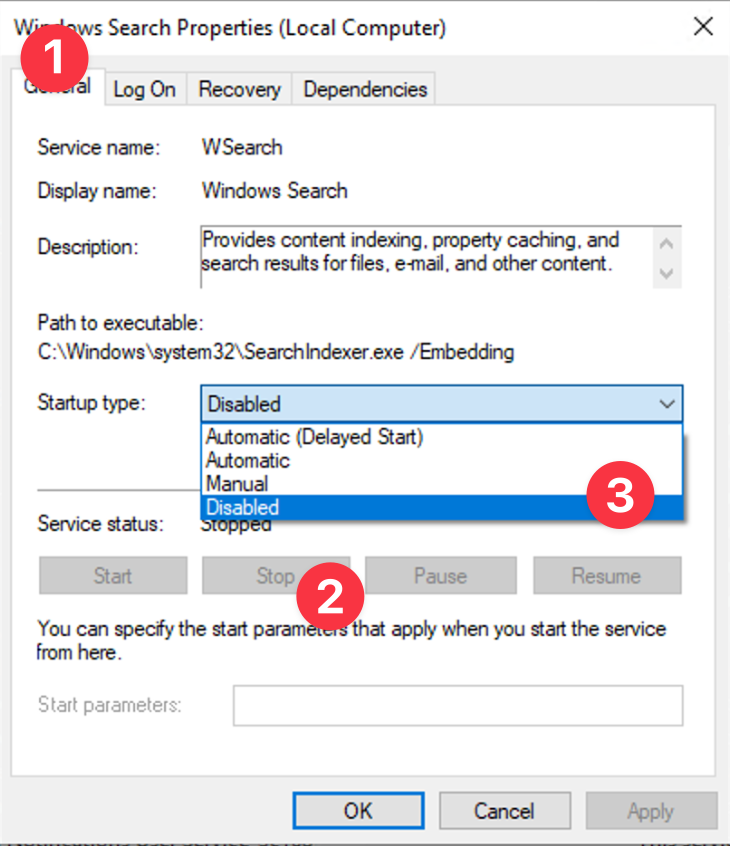 Windows Search Properties (Local Computer)
1
General
Log On
Recovery
Dependencies
Service name:
WSearch
Display name:
Windows Search
Description:
Provides content indexing, property caching, and
search results for files, e-mail, and other content.
Path to executable:
C:\Windows\system32\SearchIndexer.exe /Embedding
Startup type:
Disabled
Automatic (Delayed Start)
Automatic
Manual
Disabled
3
Service status:
Stopped
Start
Stop
Pause
Resume
2
You can specify the start parameters that apply when you start the service
from here.
Start parameters:
OK
Cancel
Apply